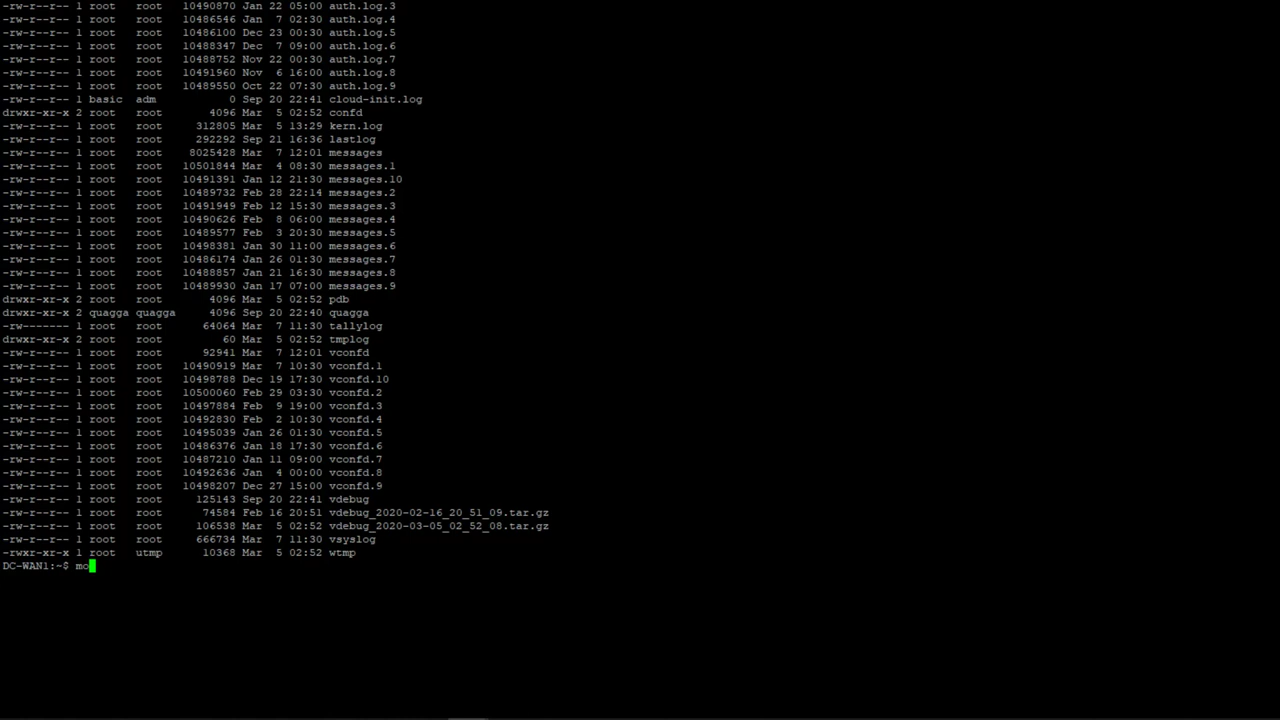 -rw-r--r-- 1 root   root   10490870 Jan 22 05:00 auth.log.3
-rw-r--r-- 1 root   root   10486546 Jan  7 02:30 auth.log.4
-rw-r--r-- 1 root   root   10486100 Dec 23 00:30 auth.log.5
-rw-r--r-- 1 root   root   10488347 Dec  7 09:00 auth.log.6
-rw-r--r-- 1 root   root   10488752 Nov 22 00:30 auth.log.7
-rw-r--r-- 1 root   root   10491960 Nov  6 16:00 auth.log.8
-rw-r--r-- 1 root   root   10489550 Oct 22 07:30 auth.log.9
-rw-r--r-- 1 basic  adm           0 Sep 20 22:41 cloud-init.log
drwxr-xr-x 2 root   root       4096 Mar  5 02:52 confd
-rw-r--r-- 1 root   root     312805 Mar  5 13:29 kern.log
-rw-r--r-- 1 root   root     292292 Sep 21 16:36 lastlog
-rw-r--r-- 1 root   root    8025428 Mar  7 12:01 messages
-rw-r--r-- 1 root   root   10501844 Mar  4 08:30 messages.1
-rw-r--r-- 1 root   root   10491391 Jan 12 21:30 messages.10
-rw-r--r-- 1 root   root   10489732 Feb 28 22:14 messages.2
-rw-r--r-- 1 root   root   10491949 Feb 12 15:30 messages.3
-rw-r--r-- 1 root   root   10490626 Feb  8 06:00 messages.4
-rw-r--r-- 1 root   root   10489577 Feb  3 20:30 messages.5
-rw-r--r-- 1 root   root   10498381 Jan 30 11:00 messages.6
-rw-r--r-- 1 root   root   10486174 Jan 26 01:30 messages.7
-rw-r--r-- 1 root   root   10488857 Jan 21 16:30 messages.8
-rw-r--r-- 1 root   root   10489930 Jan 17 07:00 messages.9
drwxr-xr-x 2 root   root       4096 Mar  5 02:52 pdb
drwxr-xr-x 2 quagga quagga     4096 Sep 20 22:40 quagga
-rw------- 1 root   root      64064 Mar  7 11:30 tallylog
drwxr-xr-x 2 root   root         60 Mar  5 02:52 tmplog
-rw-r--r-- 1 root   root      92941 Mar  7 12:01 vconfd
-rw-r--r-- 1 root   root   10490919 Mar  7 10:30 vconfd.1
-rw-r--r-- 1 root   root   10498788 Dec 19 17:30 vconfd.10
-rw-r--r-- 1 root   root   10500060 Feb 29 03:30 vconfd.2
-rw-r--r-- 1 root   root   10497884 Feb  9 19:00 vconfd.3
-rw-r--r-- 1 root   root   10492830 Feb  2 10:30 vconfd.4
-rw-r--r-- 1 root   root   10495039 Jan 26 01:30 vconfd.5
-rw-r--r-- 1 root   root   10486376 Jan 18 17:30 vconfd.6
-rw-r--r-- 1 root   root   10487210 Jan 11 09:00 vconfd.7
-rw-r--r-- 1 root   root   10492636 Jan  4 00:00 vconfd.8
-rw-r--r-- 1 root   root   10498207 Dec 27 15:00 vconfd.9
-rw-r--r-- 1 root   root     125143 Sep 20 22:41 vdebug
-rw-r--r-- 1 root   root      74584 Feb 16 20:51 vdebug_2020-02-16_20_51_09.tar.gz
-rw-r--r-- 1 root   root     106538 Mar  5 02:52 vdebug_2020-03-05_02_52_08.tar.gz
-rw-r--r-- 1 root   root     666734 Mar  7 11:30 vsyslog
-rwxr-xr-x 1 root   utmp      10368 Mar  5 02:52 wtmp
DC-WAN1:~$ mo